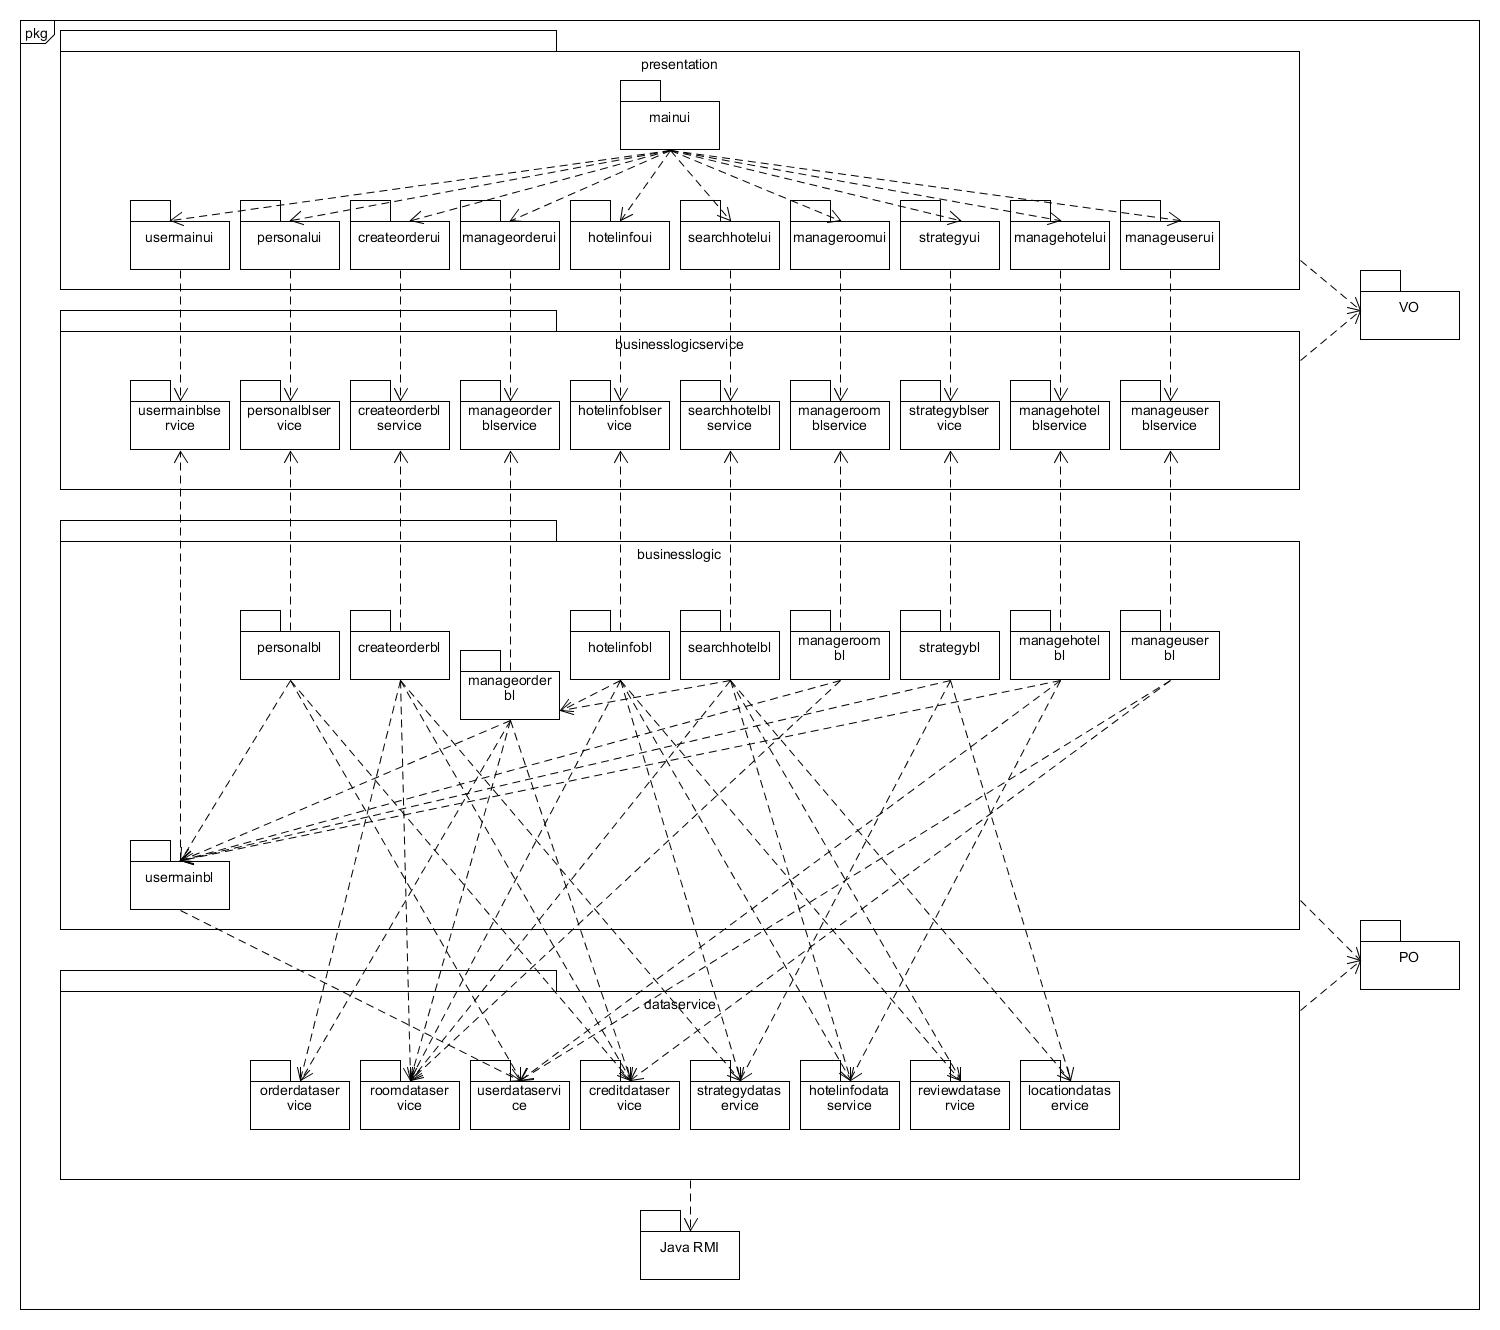 pkg
presentation
mainui
usermainui
personalui
createorderui
manageorderui
hotelinfoui
searchhotelui
manageroomui
strategyui
managehotelui
manageuserui
VO
businesslogicservice
usermainblse
rvice
personalblser
vice
createorderbl
service
manageorder
blservice
hotelinfoblser
vice
searchhotelbl
service
manageroom
blservice
strategyblser
vice
managehotel
blservice
manageuser
blservice
businesslogic
personalbl
createorderbl
manageorder
bl
hotelinfobl
searchhotelbl
manageroom
bl
strategybl
managehotel
bl
manageuser
bl
usermainbl
PO
dataservice
orderdataser
vice
roomdataser
vice
userdataservi
ce
creditdataser
vice
strategydatas
ervice
hotelinfodata
service
reviewdatase
rvice
locationdatas
ervice
Java RMI